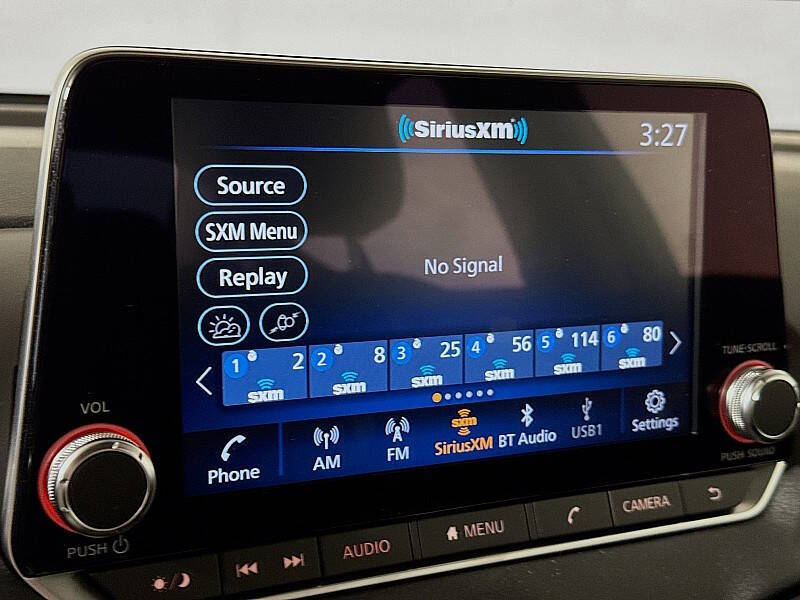 SiriusXM
3:27
Source
SXM Menu
Replay
No Signal
1 2 sxm
2 8 sxm
3 25 sxm
4 56 sxm
5 114 sxm
6 80 sxm
Phone
AM
FM
sxm
SiriusXM
BT Audio
USB1
Settings
VOL
PUSH
TUNE·SCROLL
PUSH SOUND
AUDIO
MENU
CAMERA